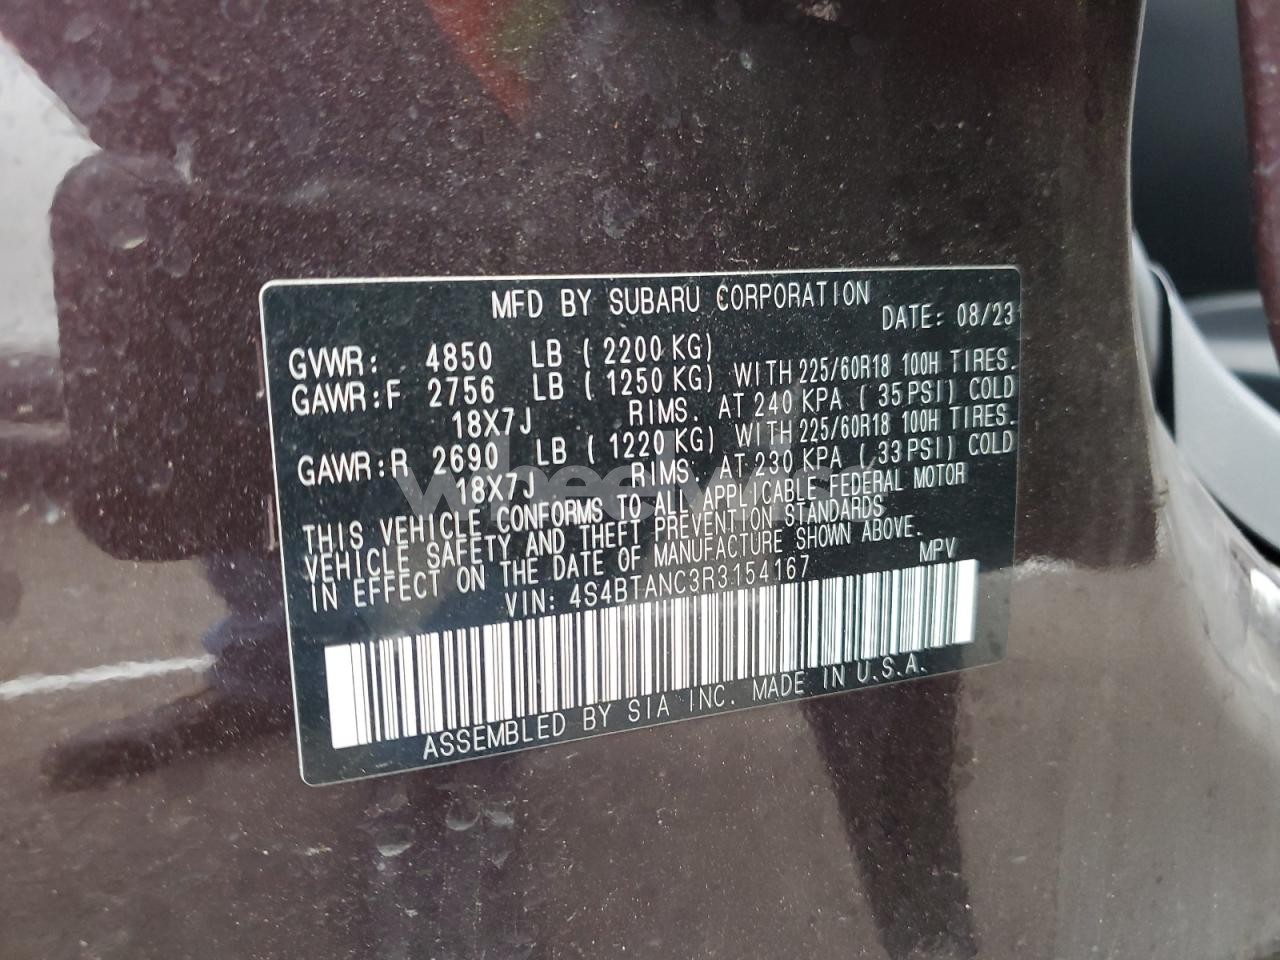 MFD BY SUBARU CORPORATION
DATE: 08/23
GVWR: 4850 LB ( 2200 KG)
GAWR:F 2756 LB ( 1250 KG) WITH 225/60R18 100H TIRES.
18X7J RIMS. AT 240 KPA ( 35 PSI) COLD
GAWR:R 2690 LB ( 1220 KG) WITH 225/60R18 100H TIRES.
18X7J RIMS. AT 230 KPA ( 33 PSI) COLD
THIS VEHICLE CONFORMS TO ALL APPLICABLE FEDERAL MOTOR
VEHICLE SAFETY AND THEFT PREVENTION STANDARDS
IN EFFECT ON THE DATE OF MANUFACTURE SHOWN ABOVE.
VIN: 4S4BTANC3R3154167 MPV
ASSEMBLED BY SIA INC. MADE IN U.S.A.